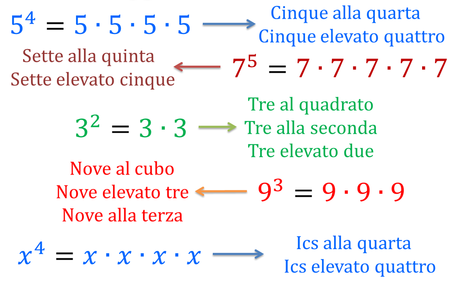 5⁴ = 5 · 5 · 5 · 5
Cinque alla quarta
Cinque elevato quattro
Sette alla quinta
Sette elevato cinque
7⁵ = 7 · 7 · 7 · 7 · 7
3² = 3 · 3
Tre al quadrato
Tre alla seconda
Tre elevato due
Nove al cubo
Nove elevato tre
Nove alla terza
9³ = 9 · 9 · 9
x⁴ = x · x · x · x
Ics alla quarta
Ics elevato quattro